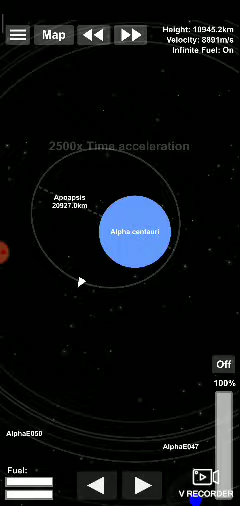 Map
Height: 10945.2km
Velocity: 8891m/s
Infinite Fuel: On
2500x Time acceleration
Apoapsis
20927.0km
Alpha centauri
Off
100%
AlphaE050
AlphaE047
Fuel:
V RECORDER